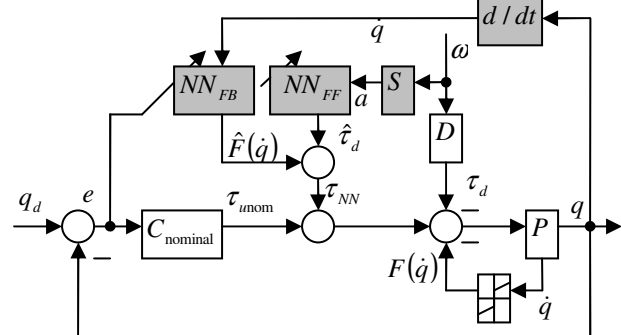 q̇
d / dt
ω
NN_FB
NN_FF
a
S
F̂(q̇)
τ̂_d
D
q_d
e
τ_unom
τ_NN
τ_d
C_nominal
−
−
−
P
q
F(q̇)
q̇